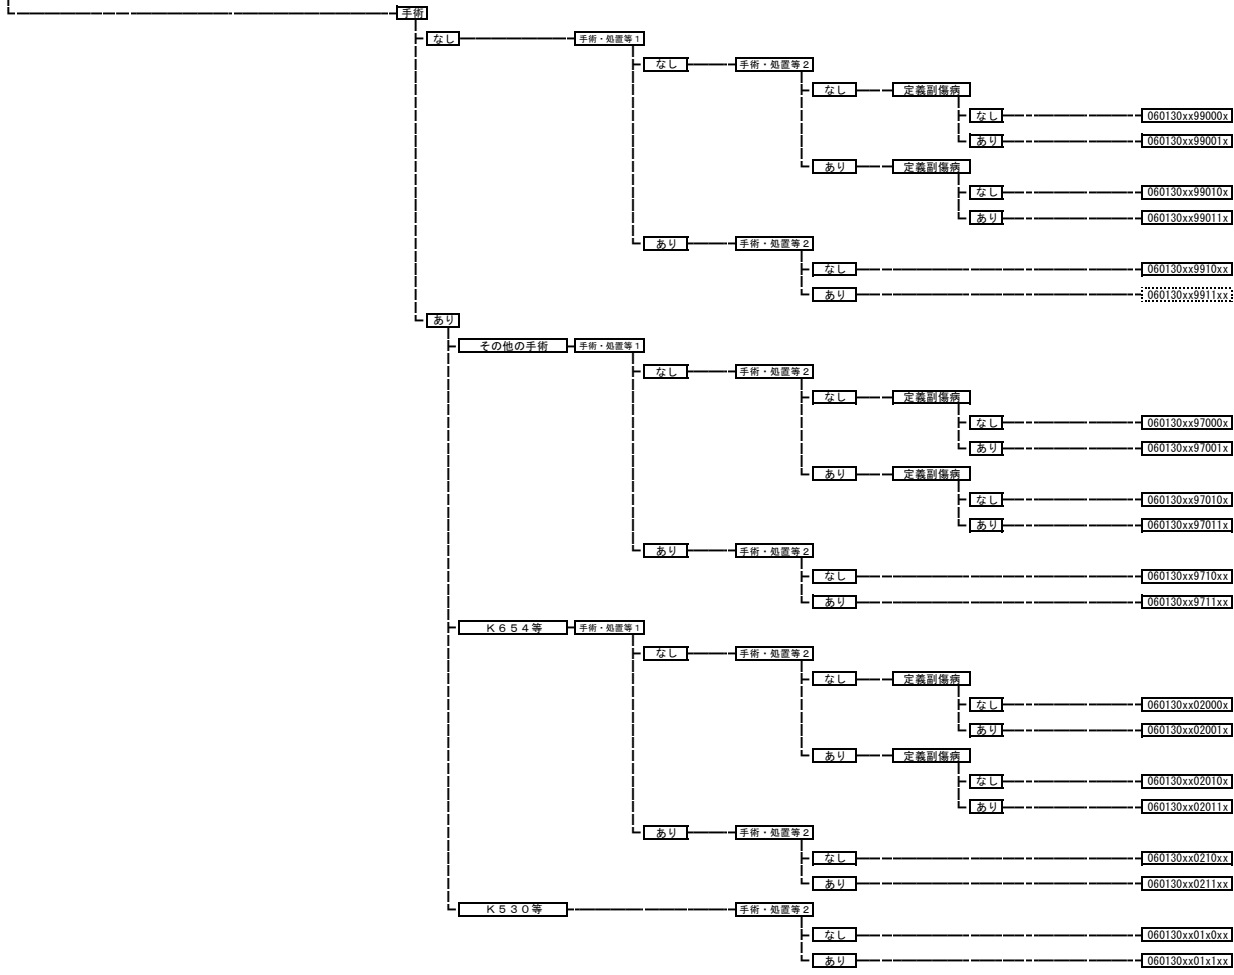 手術
なし 手術・処置等1
なし 手術・処置等2
なし 定義副傷病
なし 060130xx99000x
あり 060130xx99001x
あり 定義副傷病
なし 060130xx99010x
あり 060130xx99011x
あり 手術・処置等2
なし 060130xx9910xx
あり 060130xx9911xx
あり
その他の手術 手術・処置等1
なし 手術・処置等2
なし 定義副傷病
なし 060130xx97000x
あり 060130xx97001x
あり 定義副傷病
なし 060130xx97010x
あり 060130xx97011x
あり 手術・処置等2
なし 060130xx9710xx
あり 060130xx9711xx
K654等 手術・処置等1
なし 手術・処置等2
なし 定義副傷病
なし 060130xx02000x
あり 060130xx02001x
あり 定義副傷病
なし 060130xx02010x
あり 060130xx02011x
あり 手術・処置等2
なし 060130xx0210xx
あり 060130xx0211xx
K530等 手術・処置等2
なし 060130xx01x0xx
あり 060130xx01x1xx